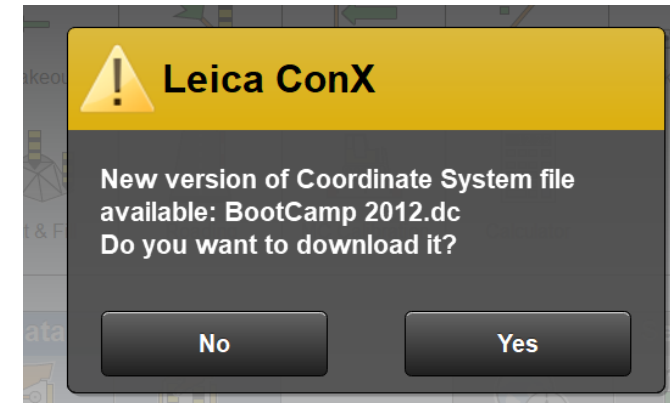 Leica ConX
New version of Coordinate System file
available: BootCamp 2012.dc
Do you want to download it?
No
Yes